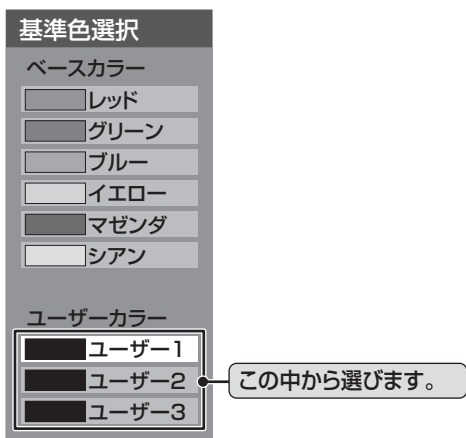 基準色選択
ベースカラー
レッド
グリーン
ブルー
イエロー
マゼンダ
シアン
ユーザーカラー
ユーザー1
ユーザー2
ユーザー3
この中から選びます。